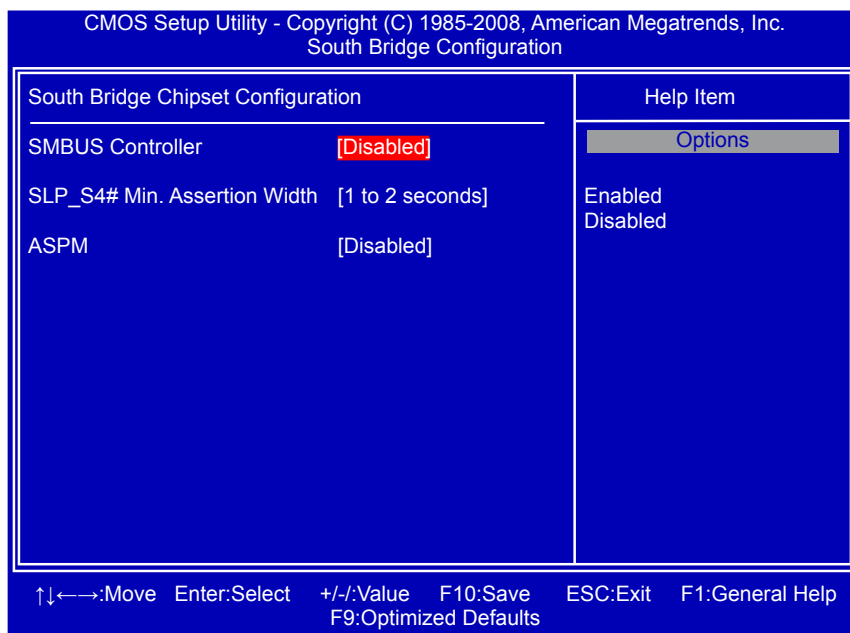 CMOS Setup Utility - Copyright (C) 1985-2008, American Megatrends, Inc.
South Bridge Configuration
South Bridge Chipset Configuration
Help Item
SMBUS Controller [Disabled]
Options
SLP_S4# Min. Assertion Width [1 to 2 seconds]
Enabled
Disabled
ASPM [Disabled]
↑↓←→:Move Enter:Select +/-/:Value F10:Save ESC:Exit F1:General Help
F9:Optimized Defaults